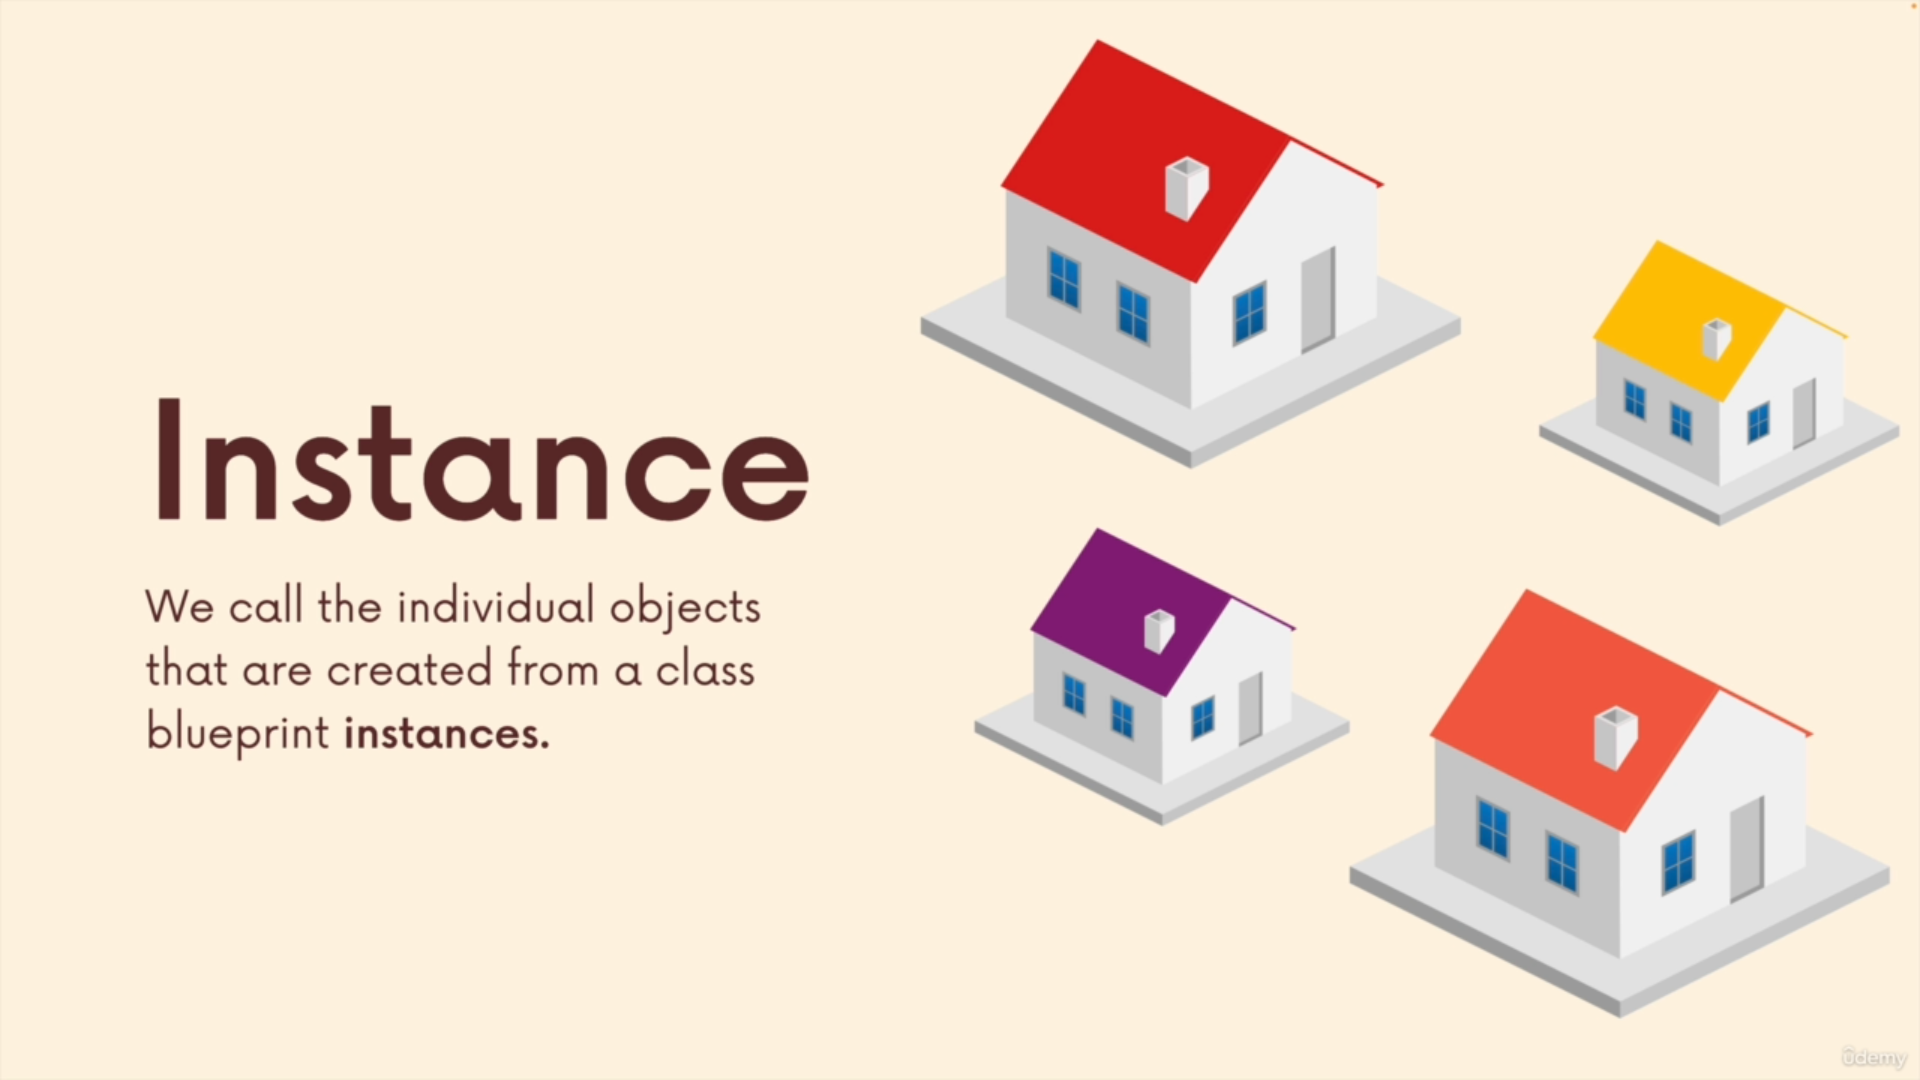 Instance
We call the individual objects
that are created from a class
blueprint instances.
ûdemy